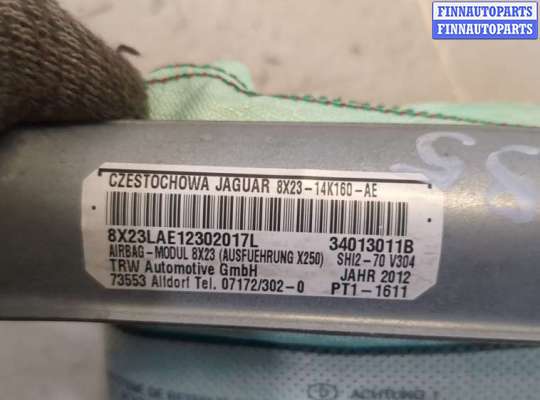 FINNAUTOPARTS
FINNAUTOPARTS
CZESTOCHOWA JAGUAR 8X23-14K160-AE
8X23LAE12302017L 34013011B
AIRBAG-MODUL 8X23 (AUSFUEHRUNG X250) SHI2-70 V304
TRW Automotive GmbH JAHR 2012
73553 Alldorf Tel. 07172/302-0 PT1-1611
ACHTUNG !